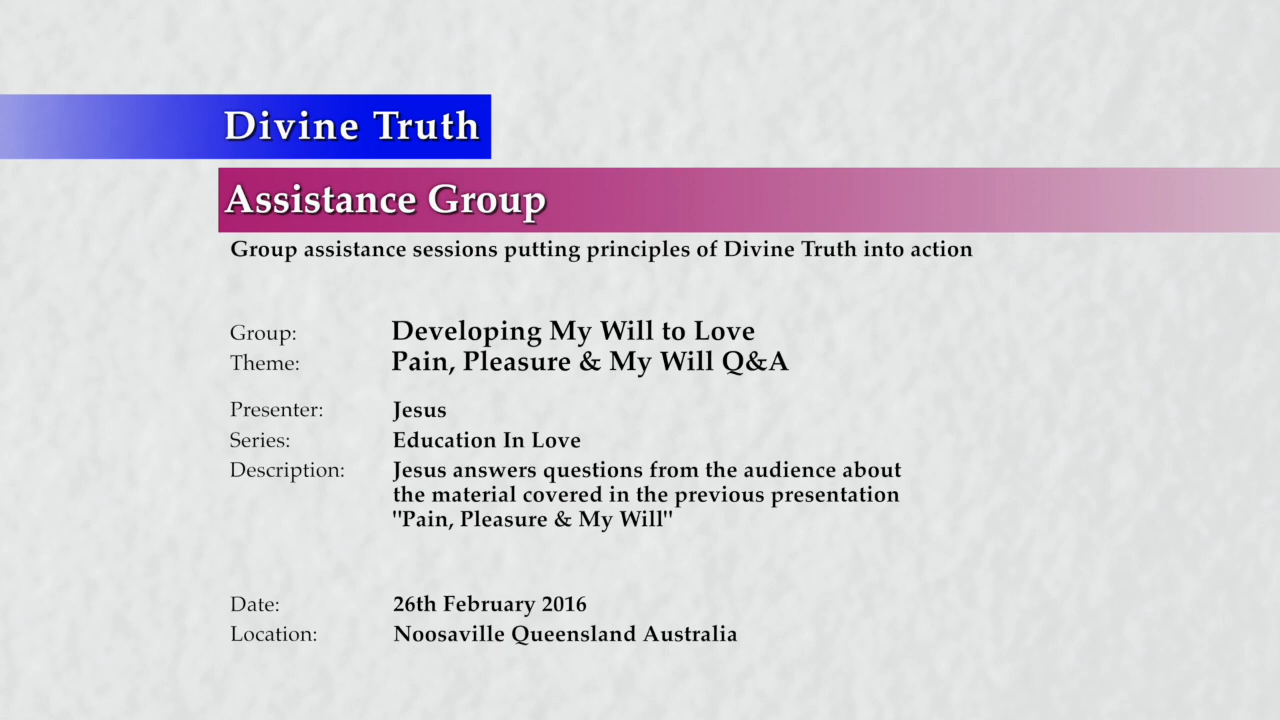 Divine Truth
Assistance Group
Group assistance sessions putting principles of Divine Truth into action
Group: Developing My Will to Love
Theme: Pain, Pleasure & My Will Q&A
Presenter: Jesus
Series: Education In Love
Description: Jesus answers questions from the audience about
the material covered in the previous presentation
"Pain, Pleasure & My Will"
Date: 26th February 2016
Location: Noosaville Queensland Australia